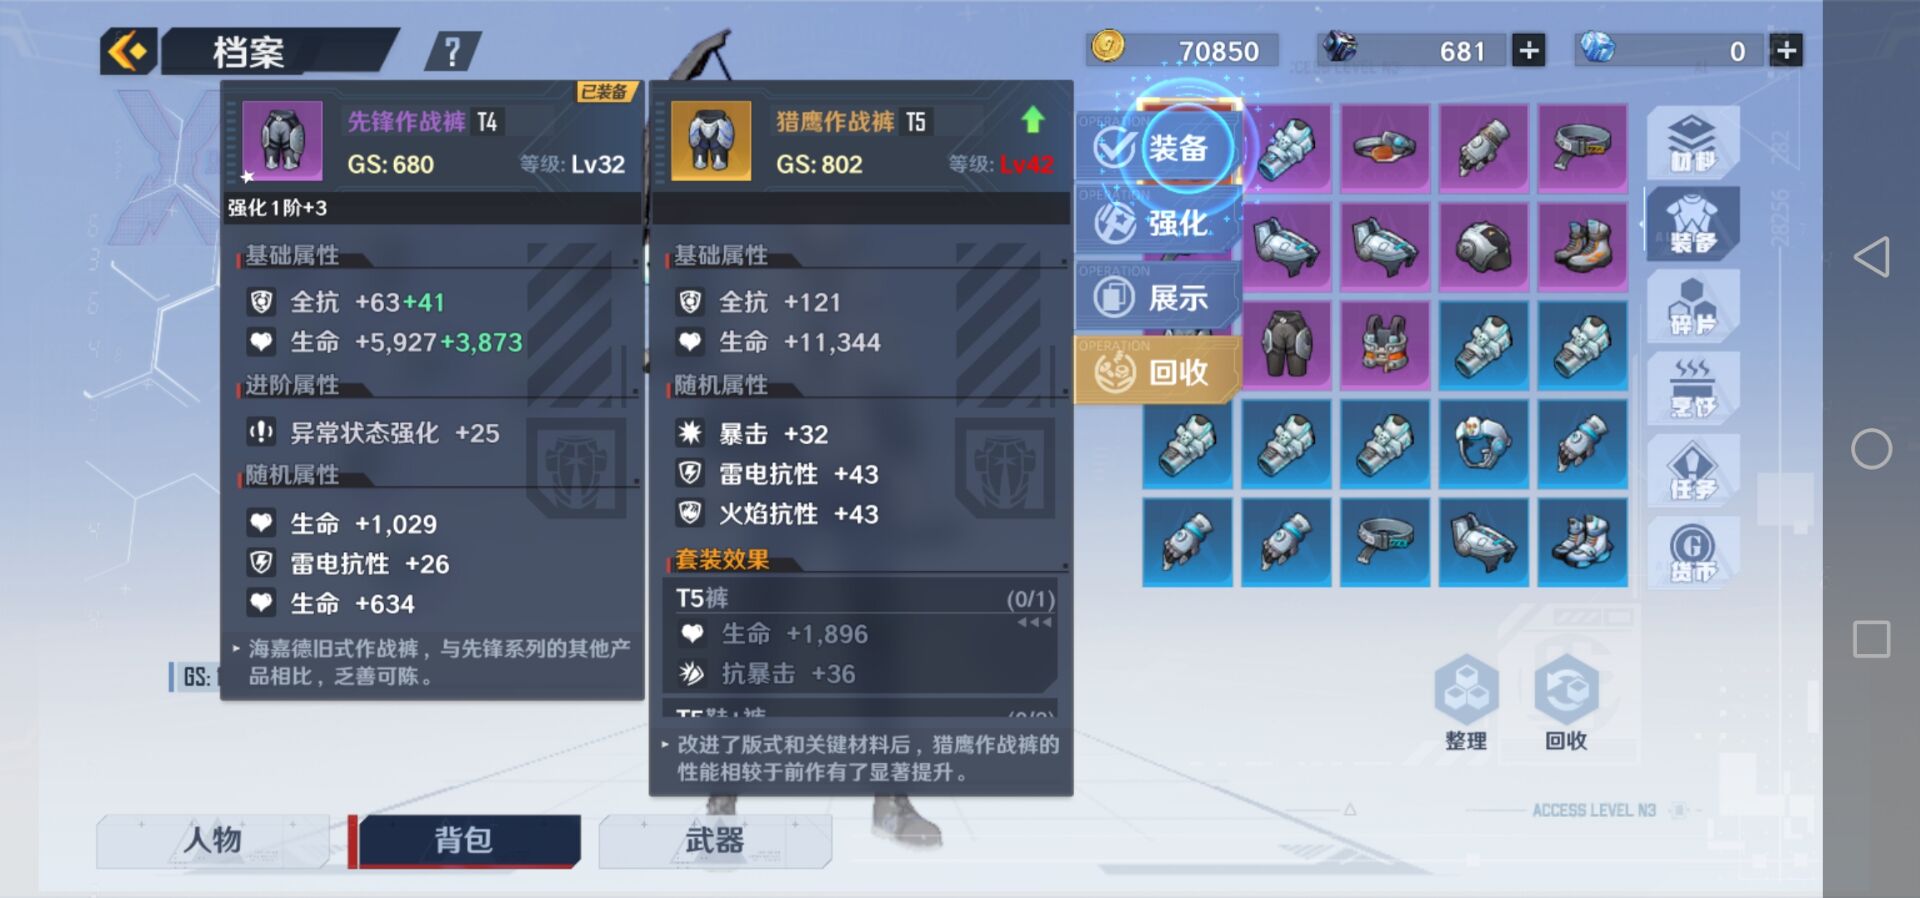 档案
?
70850
681
0
已装备
先锋作战裤 T4
GS: 680
等级: Lv32
强化1阶+3
基础属性
全抗 +63+41
生命 +5,927+3,873
进阶属性
异常状态强化 +25
随机属性
生命 +1,029
雷电抗性 +26
生命 +634
海嘉德旧式作战裤，与先锋系列的其他产
品相比，乏善可陈。
GS:
猎鹰作战裤 T5
GS: 802
等级: Lv42
基础属性
全抗 +121
生命 +11,344
随机属性
暴击 +32
雷电抗性 +43
火焰抗性 +43
套装效果
T5裤 (0/1)
生命 +1,896
抗暴击 +36
改进了版式和关键材料后，猎鹰作战裤的
性能相较于前作有了显著提升。
OPERATION
装备
OPERATION
强化
OPERATION
展示
OPERATION
回收
材料
装备
碎片
烹饪
任务
货币
282
28256
整理
回收
ACCESS LEVEL N3
人物
背包
武器